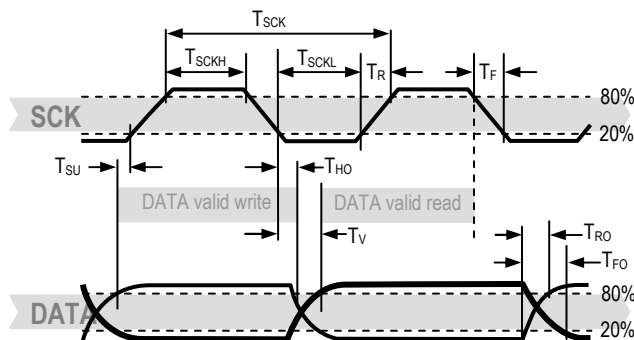 TSCK
TSCKH TSCKL TR TF
80%
SCK
20%
TSU THO
DATA valid write DATA valid read
TV
TRO
TFO
80%
DATA
20%